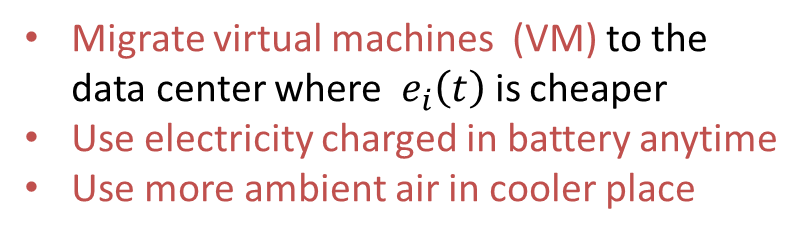 • Migrate virtual machines (VM) to the
data center where e_i(t) is cheaper
• Use electricity charged in battery anytime
• Use more ambient air in cooler place